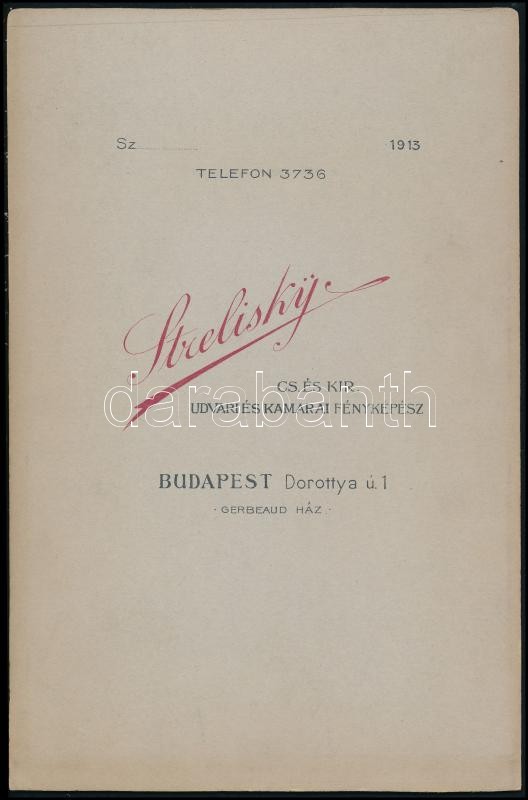 Sz.................... 1913
TELEFON 3736
Strelisky
darabanth
CS. ÉS KIR.
UDVARI ÉS KAMARAI FÉNYKÉPÉSZ
BUDAPEST Dorottya ú. 1
· GERBEAUD HÁZ ·